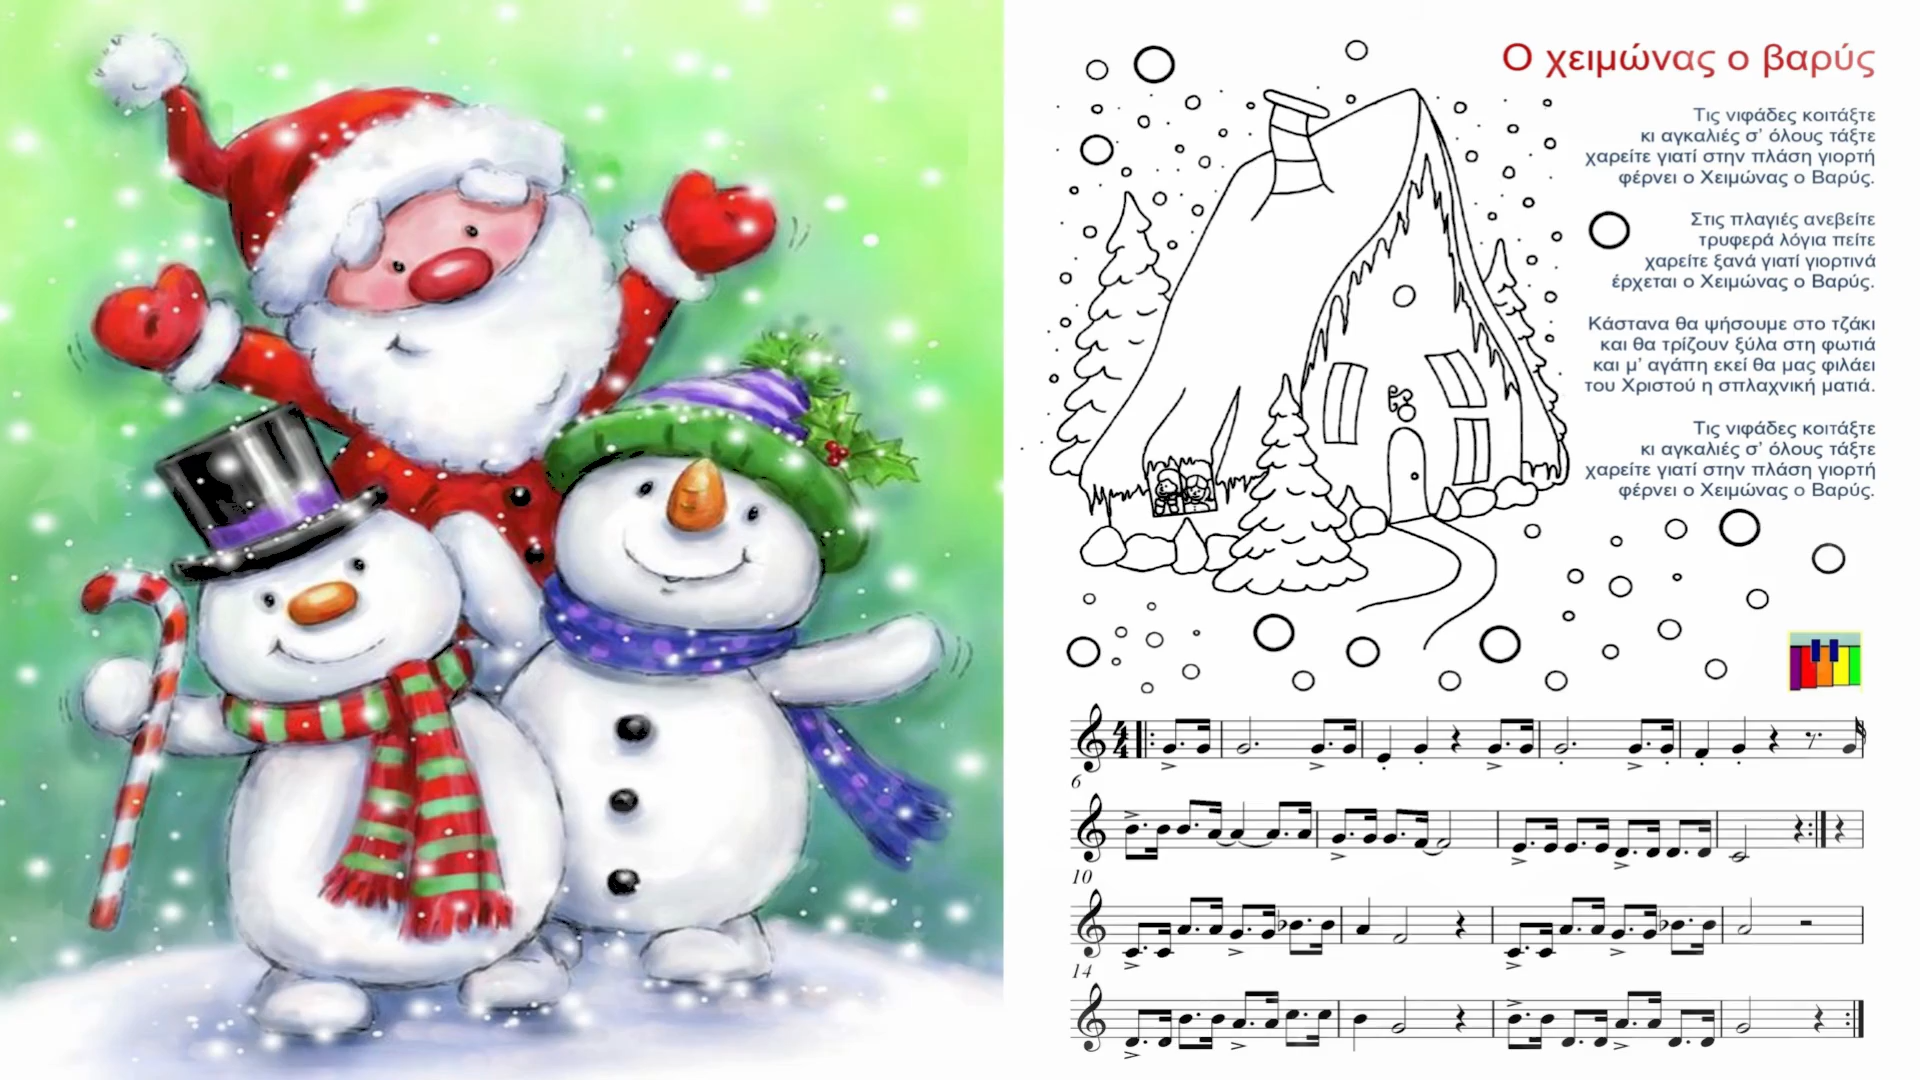 Ο χειμώνας ο βαρύς
Τις νιφάδες κοιτάξτε
κι αγκαλιές σ' όλους τάξτε
χαρείτε γιατί στην πλάση γιορτή
φέρνει ο Χειμώνας ο Βαρύς.
Στις πλαγιές ανεβείτε
τρυφερά λόγια πείτε
χαρείτε ξανά γιατί γιορτινά
έρχεται ο Χειμώνας ο Βαρύς.
Κάστανα θα ψήσουμε στο τζάκι
και θα τρίζουν ξύλα στη φωτιά
και μ' αγάπη εκεί θα μας φιλάει
του Χριστού η σπλαχνική ματιά.
Τις νιφάδες κοιτάξτε
κι αγκαλιές σ' όλους τάξτε
χαρείτε γιατί στην πλάση γιορτή
φέρνει ο Χειμώνας ο Βαρύς.
4
4
6
10
14